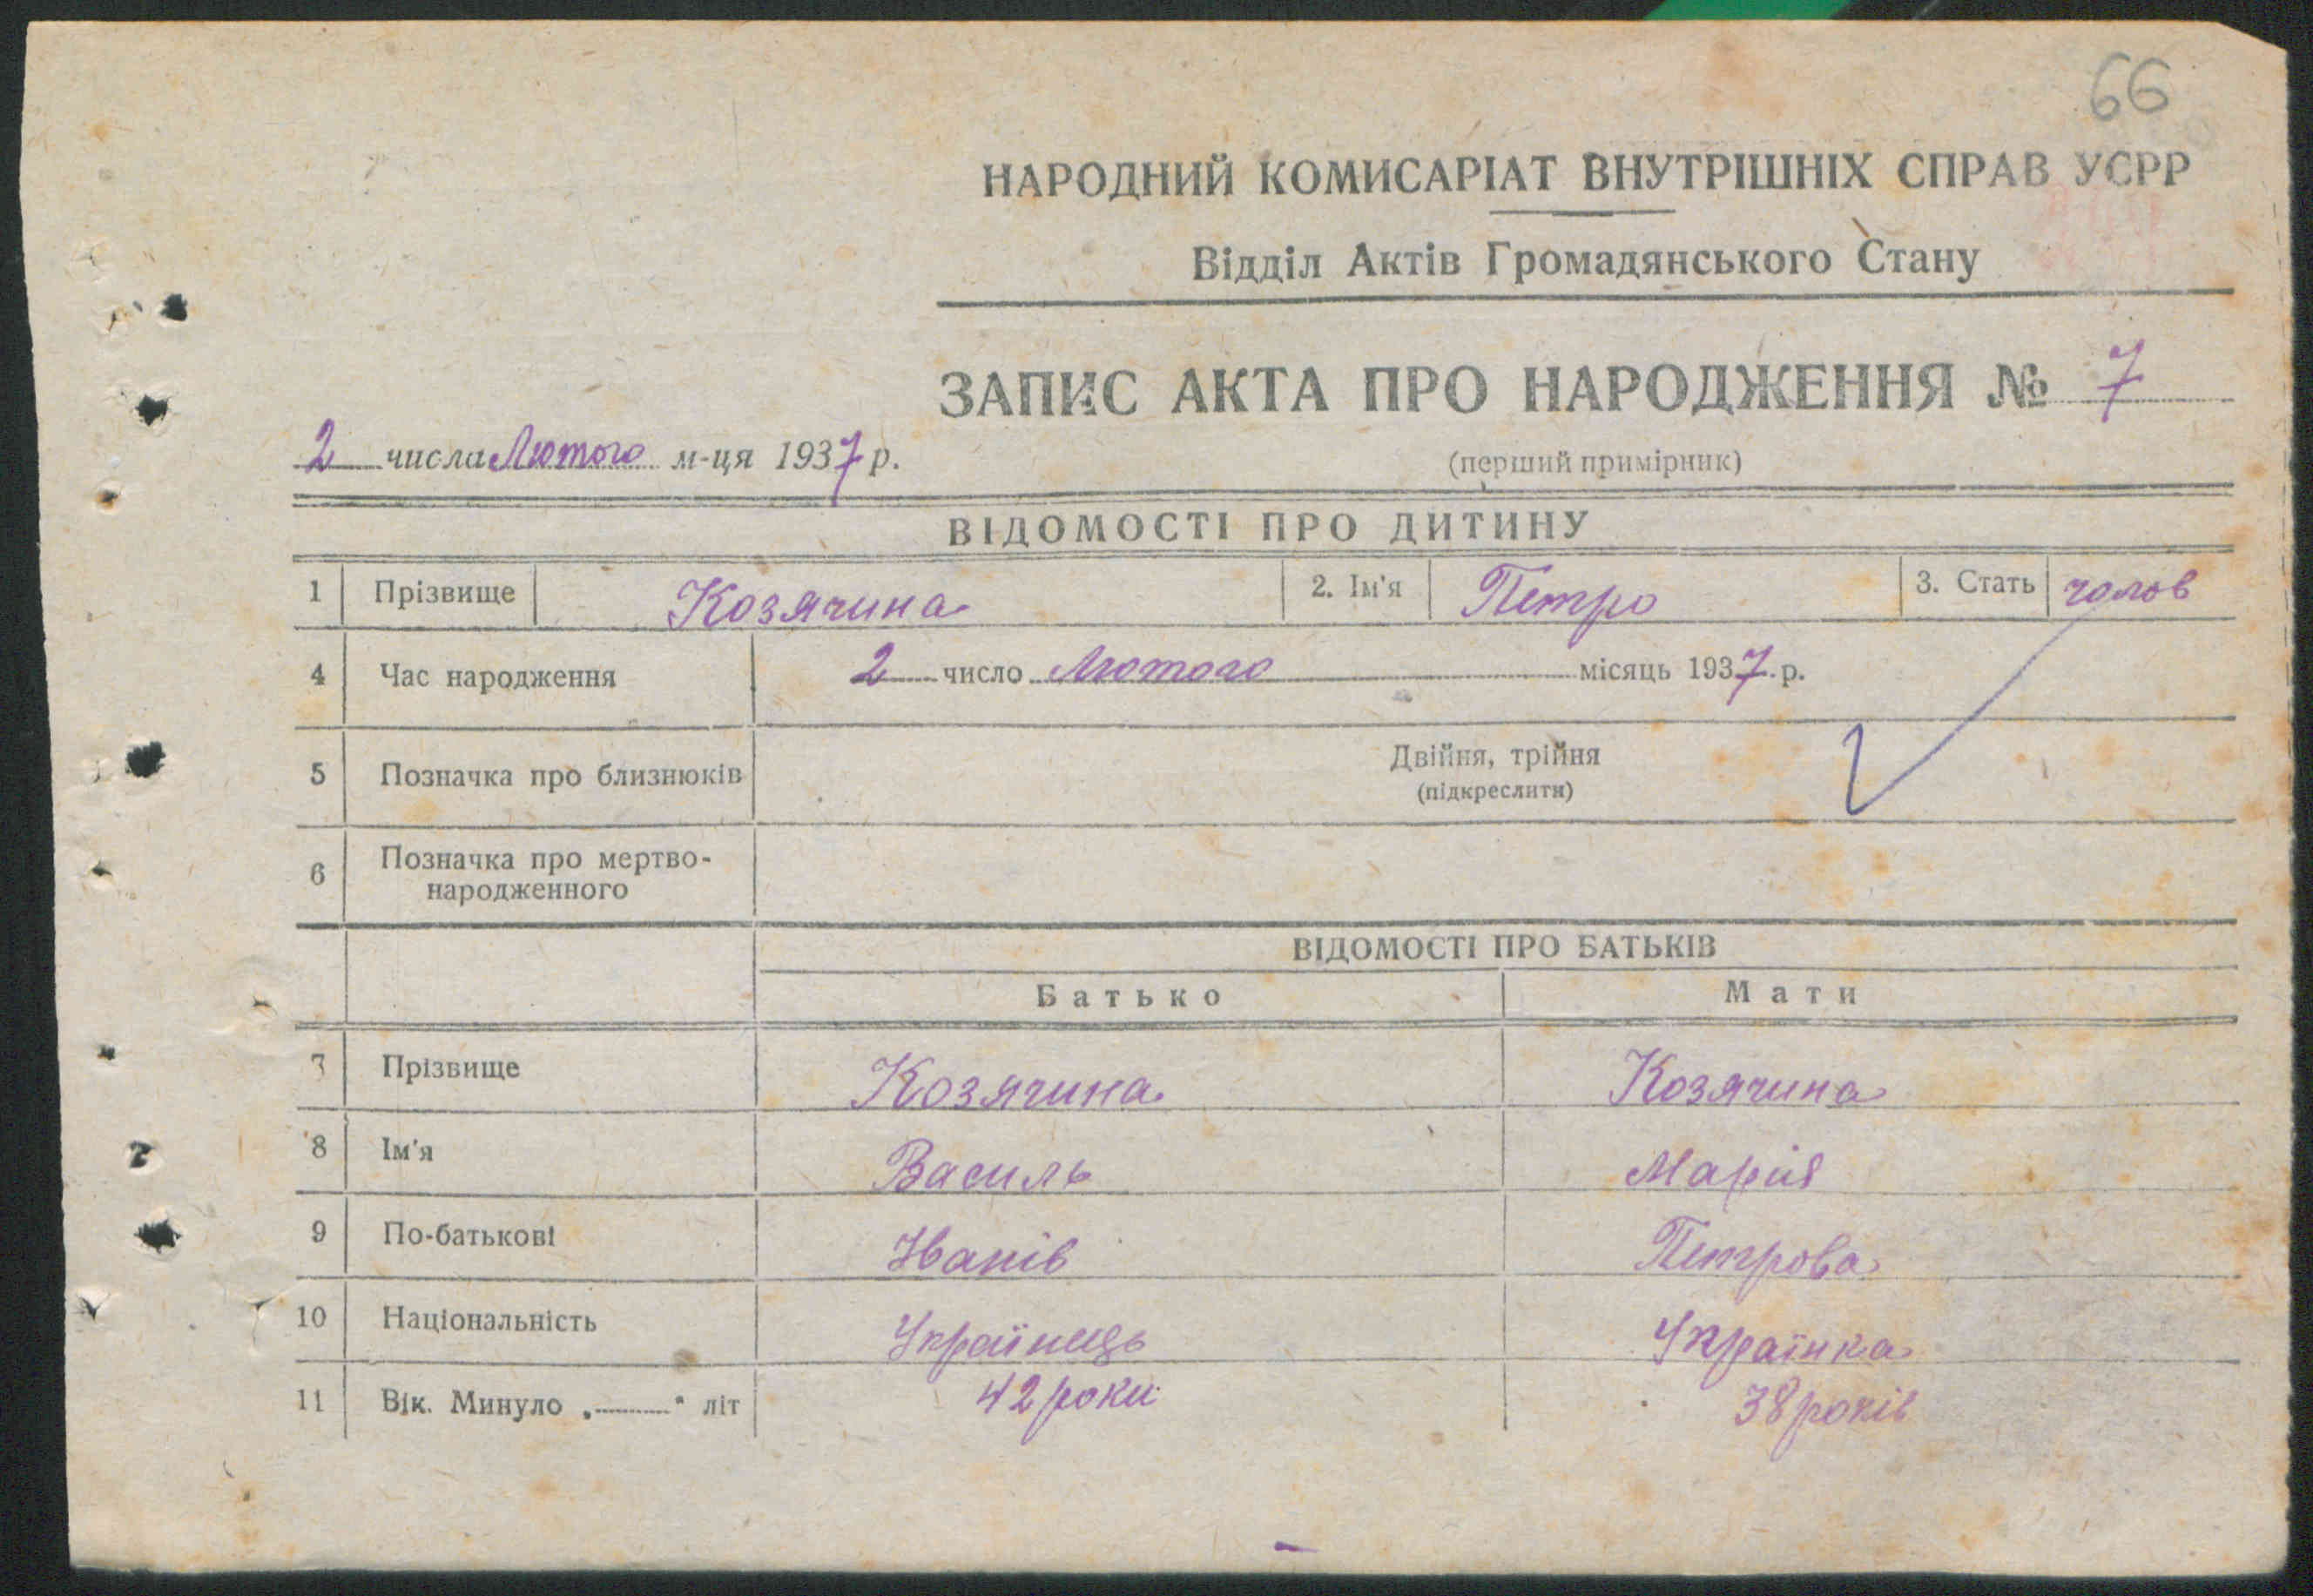 66
НАРОДНИЙ КОМИСАРІАТ ВНУТРІШНІХ СПРАВ УСРР
Відділ Актів Громадянського Стану
ЗАПИС АКТА ПРО НАРОДЖЕННЯ № 7
2 числа Лютого м-ця 1937 р.
(перший примірник)
ВІДОМОСТІ ПРО ДИТИНУ
1 Прізвище Козячина 2. Ім'я Петро 3. Стать чолов
4 Час народження 2 число Лютого місяць 1937 р.
5 Позначка про близнюків Двійня, трійня
(підкреслити)
6 Позначка про мертво-
народженного
ВІДОМОСТІ ПРО БАТЬКІВ
Батько Мати
7 Прізвище Козячина Козячина
8 Ім'я Василь Марія
9 По-батькові Іванів Петрова
10 Національність Українець Українка
11 Вік. Минуло „ " літ 42 роки 38 років